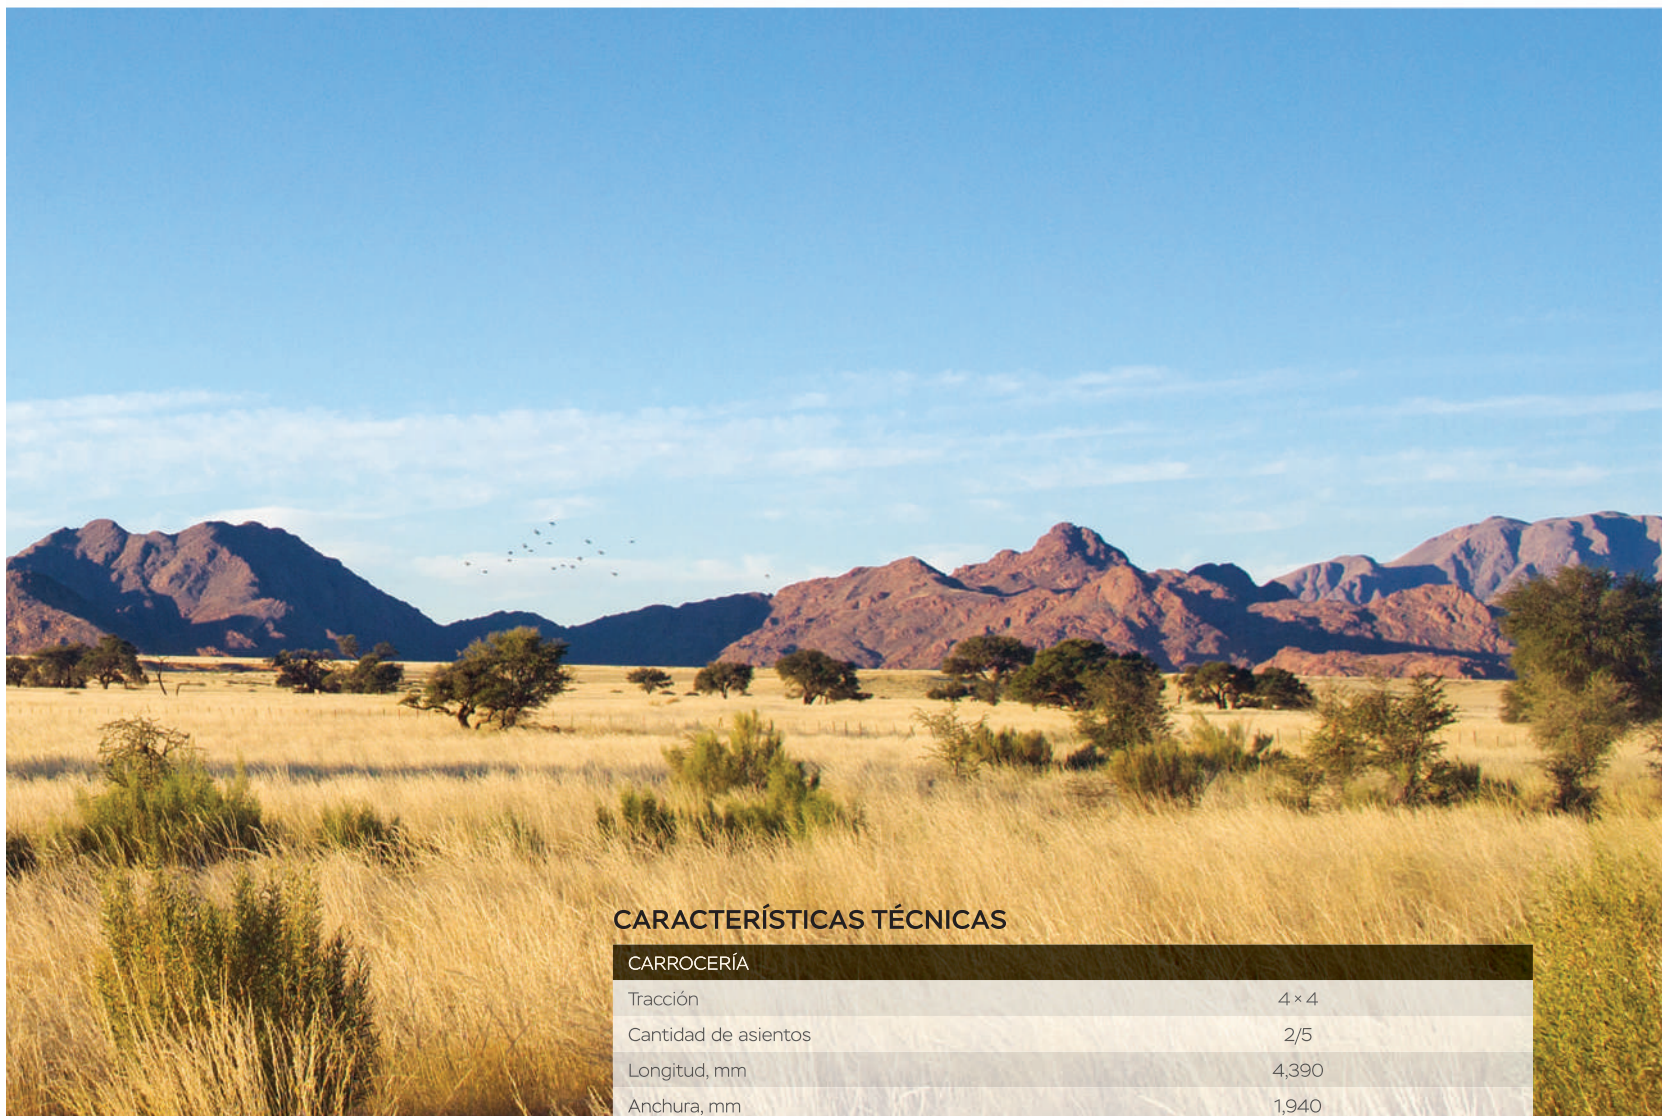 CARACTERÍSTICAS TÉCNICAS
CARROCERÍA
Tracción 4 × 4
Cantidad de asientos 2/5
Longitud, mm 4,390
Anchura, mm 1,940